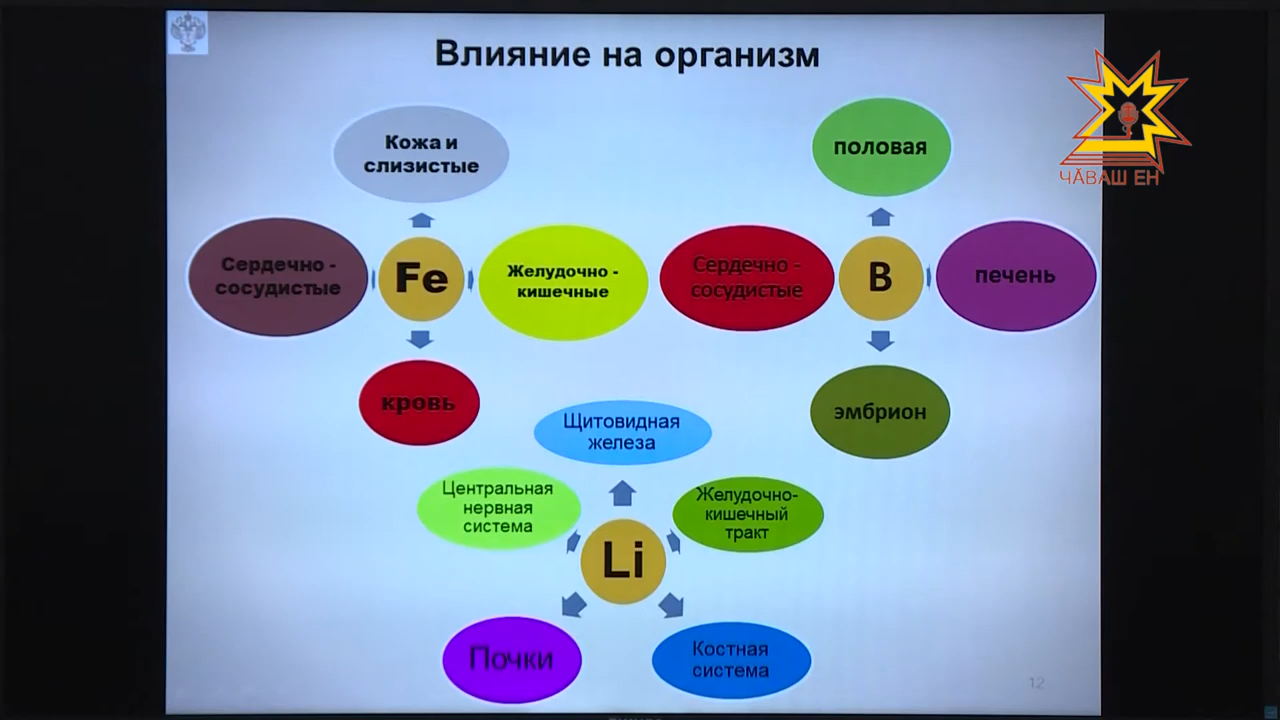 Влияние на организм
ЧӐВАШ ЕН
Кожа и
слизистые
Сердечно -
сосудистые
Fe
Желудочно -
кишечные
кровь
половая
Сердечно -
сосудистые
B
печень
эмбрион
Щитовидная
железа
Центральная
нервная
система
Желудочно-
кишечный
тракт
Li
Почки
Костная
система
12